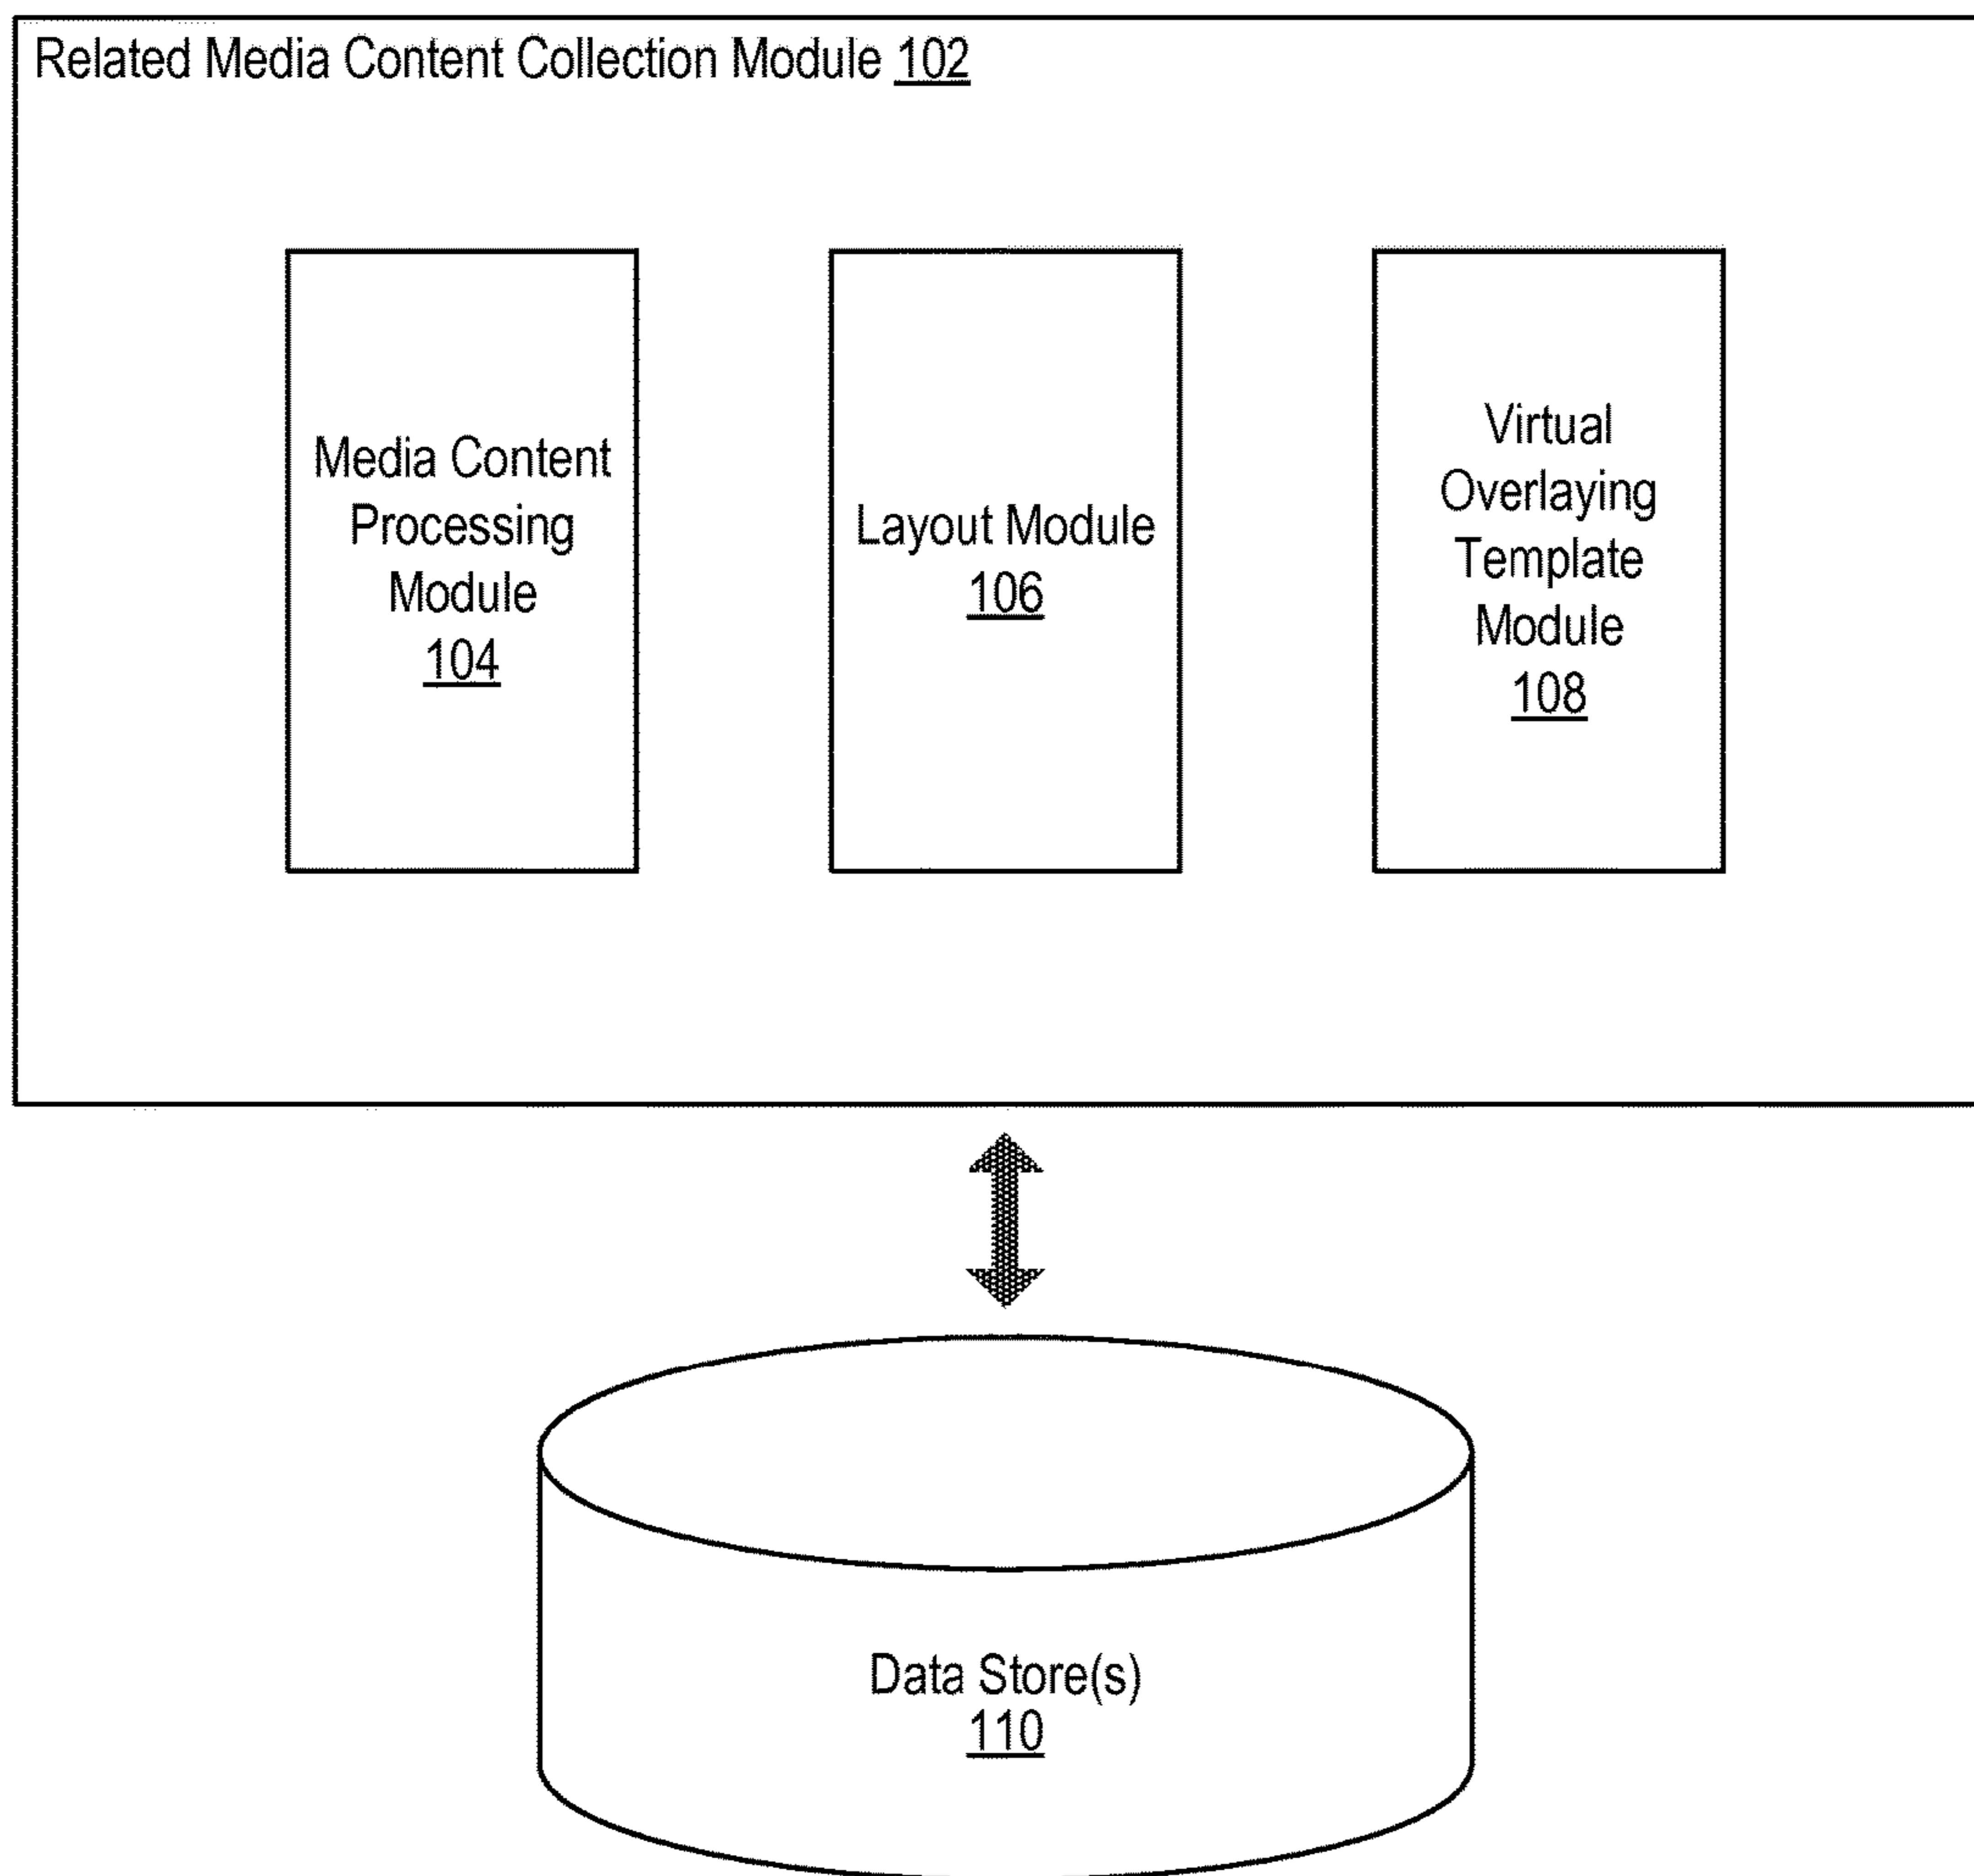 Related Media Content Collection Module 102
Media Content
Processing
Module
104
Layout Module
106
Virtual
Overlaying
Template
Module
108
Data Store(s)
110